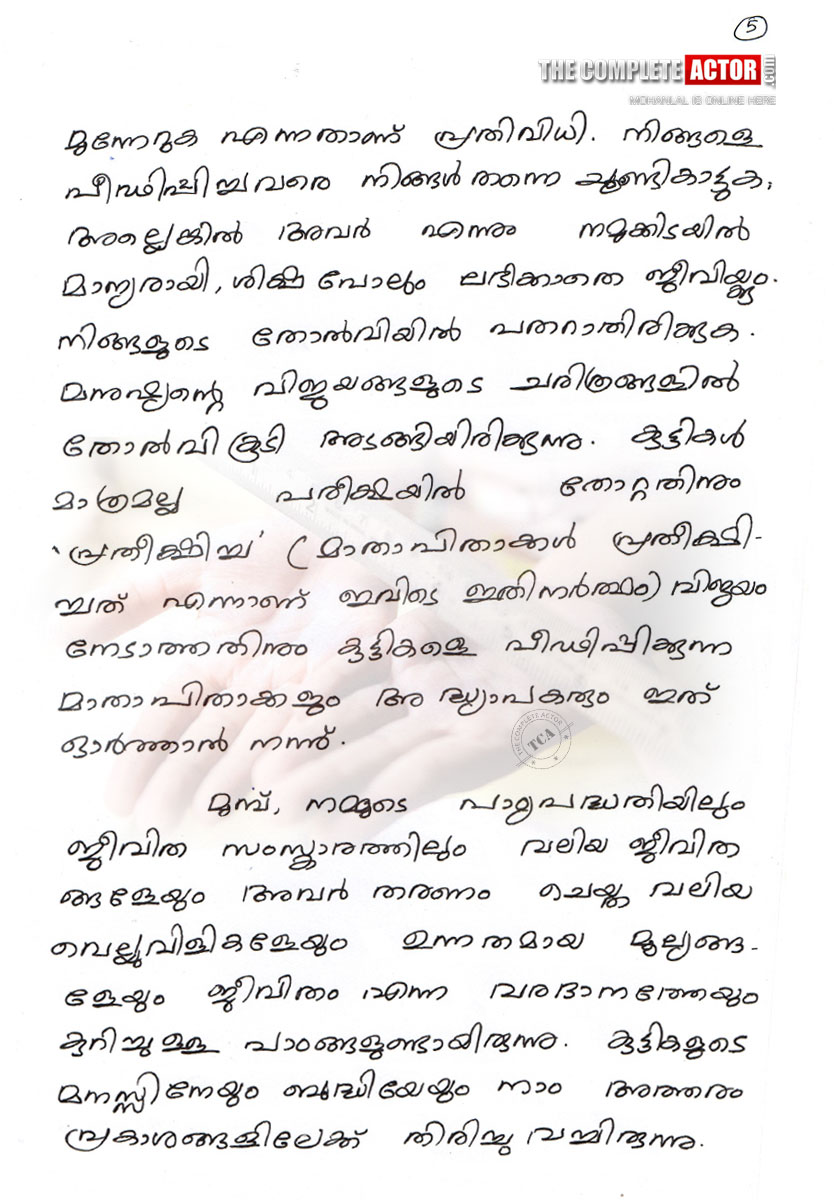 5
THE COMPLETE ACTOR .COM
MOHANLAL IS ONLINE HERE
മുന്നേറുക എന്നതാണ് പ്രതിവിധി. നിങ്ങളെ
പീഢിപ്പിച്ചവരെ നിങ്ങൾ തന്നെ ചൂണ്ടികാട്ടുക,
അല്ലെങ്കിൽ അവർ എന്നും നമുക്കിടയിൽ
മാന്യരായി, ശിക്ഷ പോലും ലഭിക്കാതെ ജീവിയ്ക്കും.
നിങ്ങളുടെ തോൽവിയിൽ പതറാതിരിക്കുക.
മനുഷ്യന്റെ വിജയങ്ങളുടെ ചരിത്രങ്ങളിൽ
തോൽവി കൂടി അടങ്ങിയിരിക്കുന്നു. കുട്ടികൾ
മാത്രമല്ല പരീക്ഷയിൽ തോറ്റതിനും
'പ്രതീക്ഷിച്ച' (മാതാപിതാക്കൾ പ്രതീക്ഷി-
ച്ചത് എന്നാണ് ഇവിടെ ഇതിനർത്ഥം) വിജയം
നേടാത്തതിനും കുട്ടികളെ പീഢിപ്പിക്കുന്ന
മാതാപിതാക്കളും അദ്ധ്യാപകരും ഇത്
ഓർത്താൽ നന്ന്.
THE COMPLETE ACTOR
TCA
മുമ്പ്, നമ്മുടെ പാഠ്യപദ്ധതിയിലും
ജീവിത സംസ്കാരത്തിലും വലിയ ജീവിത
ങ്ങളേയും അവർ തരണം ചെയ്ത വലിയ
വെല്ലുവിളികളേയും ഉന്നതമായ മൂല്യങ്ങ-
ളേയും ജീവിതം എന്ന വരദാനത്തേയും
കുറിച്ചുള്ള പാഠങ്ങളുണ്ടായിരുന്നു. കുട്ടികളുടെ
മനസ്സിനേയും ബുദ്ധിയേയും നാം അത്തരം
പ്രകാശങ്ങളിലേക്ക് തിരിച്ചു വച്ചിരുന്നു.